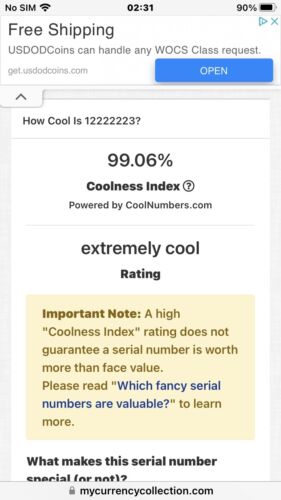 No SIM 02:31 90%
Free Shipping
USDODCoins can handle any WOCS Class request.
get.usdodcoins.com OPEN
How Cool Is 12222223?
99.06%
Coolness Index ?
Powered by CoolNumbers.com
extremely cool
Rating
Important Note: A high
"Coolness Index" rating does not
guarantee a serial number is worth
more than face value.
Please read "Which fancy serial
numbers are valuable?" to learn
more.
What makes this serial number
special (or not)?
mycurrencycollection.com